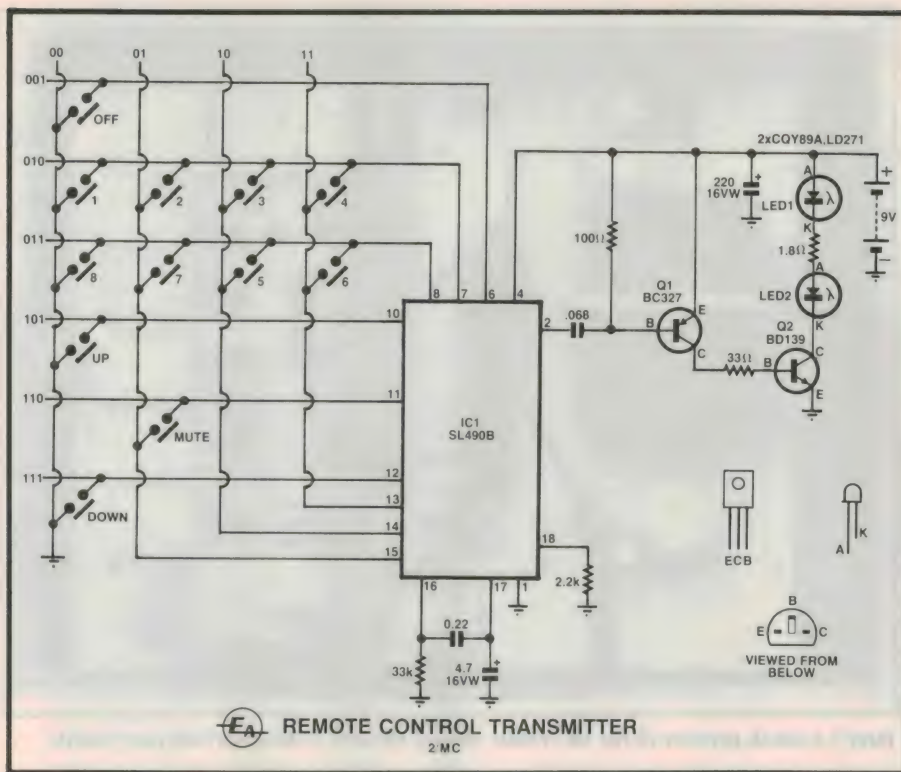 00 01 10 11
001
OFF
010
1 2 3 4
2xCQY89A,LD271
220
16VW
A
LED1
λ
K
+
9V
-
100Ω
1.8Ω
011
8 7 5 6
A
LED2
λ
K
Q1
BC327
E
B
C
Q2
BD139
33Ω
B
C
E
8 7 6 4
101
10
2
.068
UP
110
11
MUTE
IC1
SL490B
111
12
DOWN
13
14
15
18
2.2k
16 17 1
0.22
33k
4.7
16VW
+
ECB
K
A
B
E C
VIEWED FROM
BELOW
EA REMOTE CONTROL TRANSMITTER
2/MC